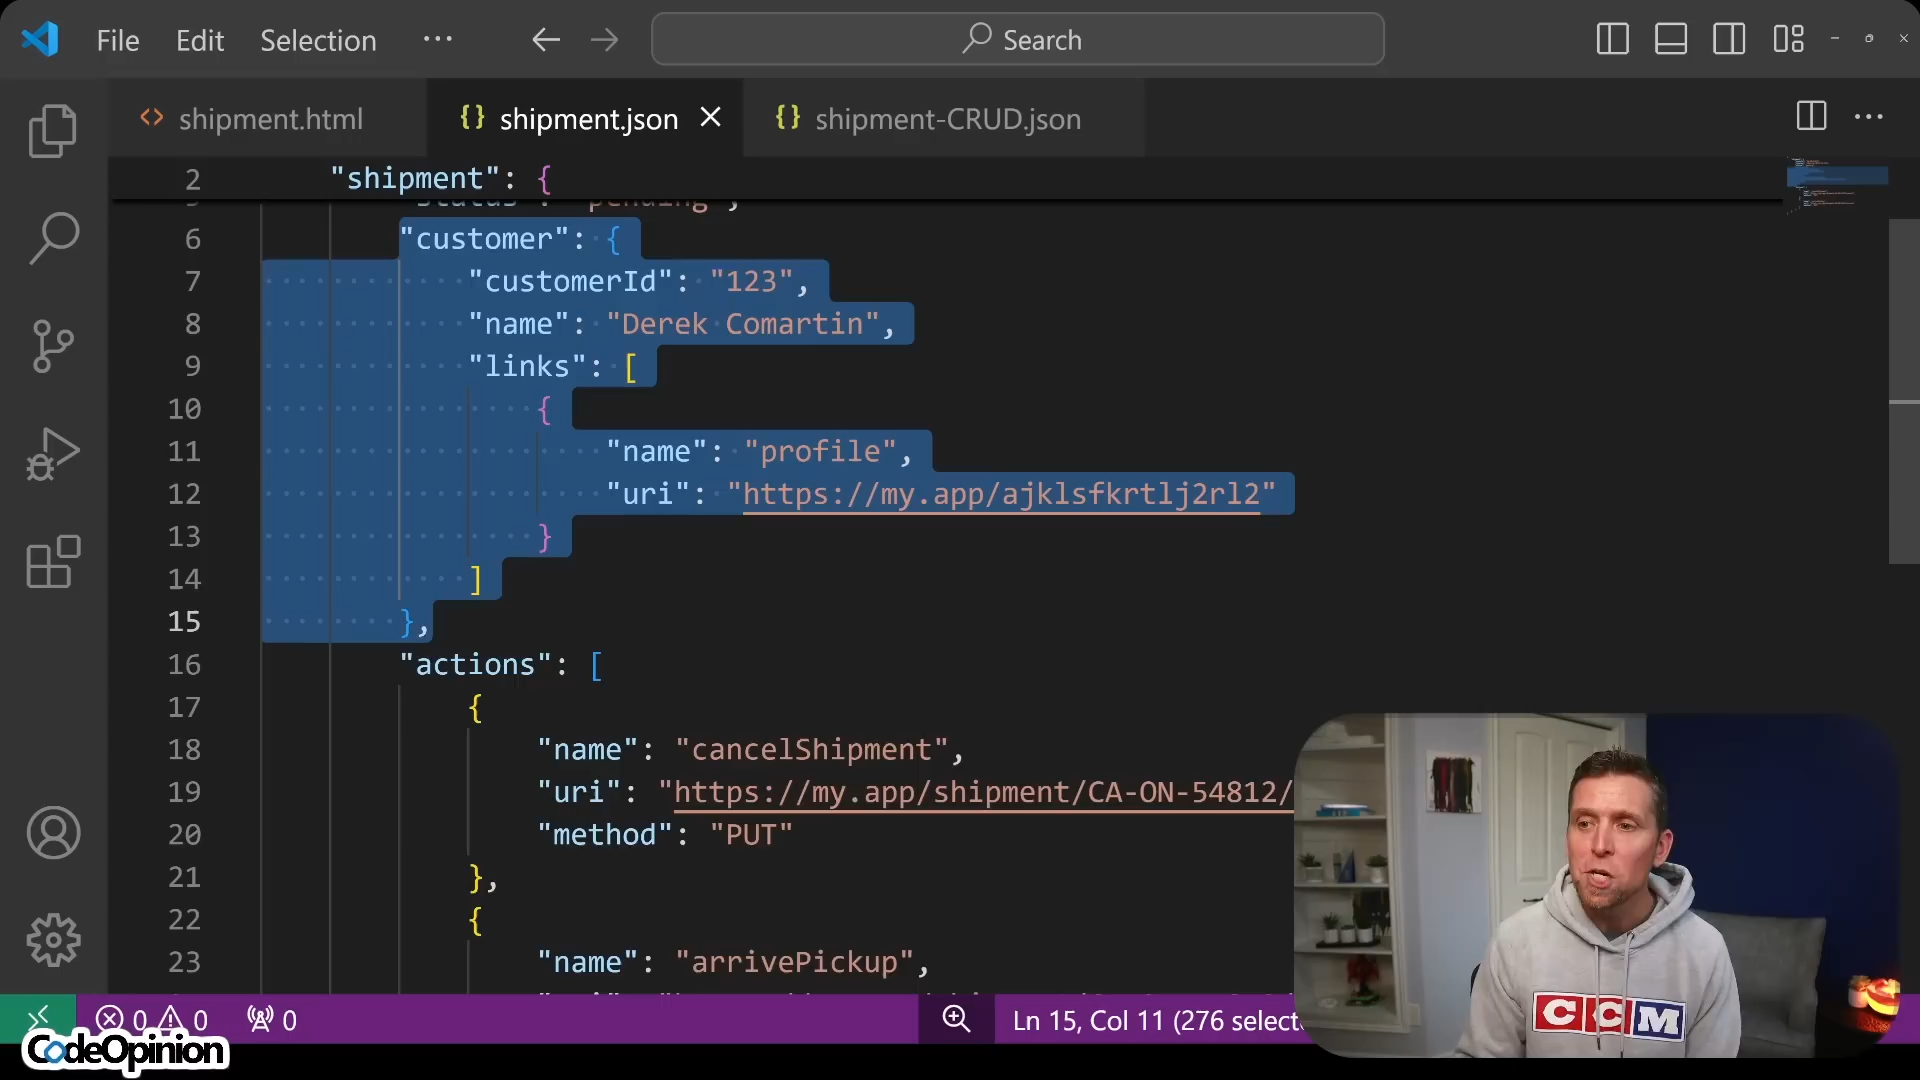 File Edit Selection ··· Search
shipment.html shipment.json shipment-CRUD.json
2 "shipment": {
"status": "pending",
6 "customer": {
7 "customerId": "123",
8 "name": "Derek Comartin",
9 "links": [
10 {
11 "name": "profile",
12 "uri": "https://my.app/ajklsfkrtlj2rl2"
13 }
14 ]
15 },
16 "actions": [
17 {
18 "name": "cancelShipment",
19 "uri": "https://my.app/shipment/CA-ON-54812/
20 "method": "PUT"
21 },
22 {
23 "name": "arrivePickup",
0 0 0 Ln 15, Col 11 (276 select
CodeOpinion
CCM